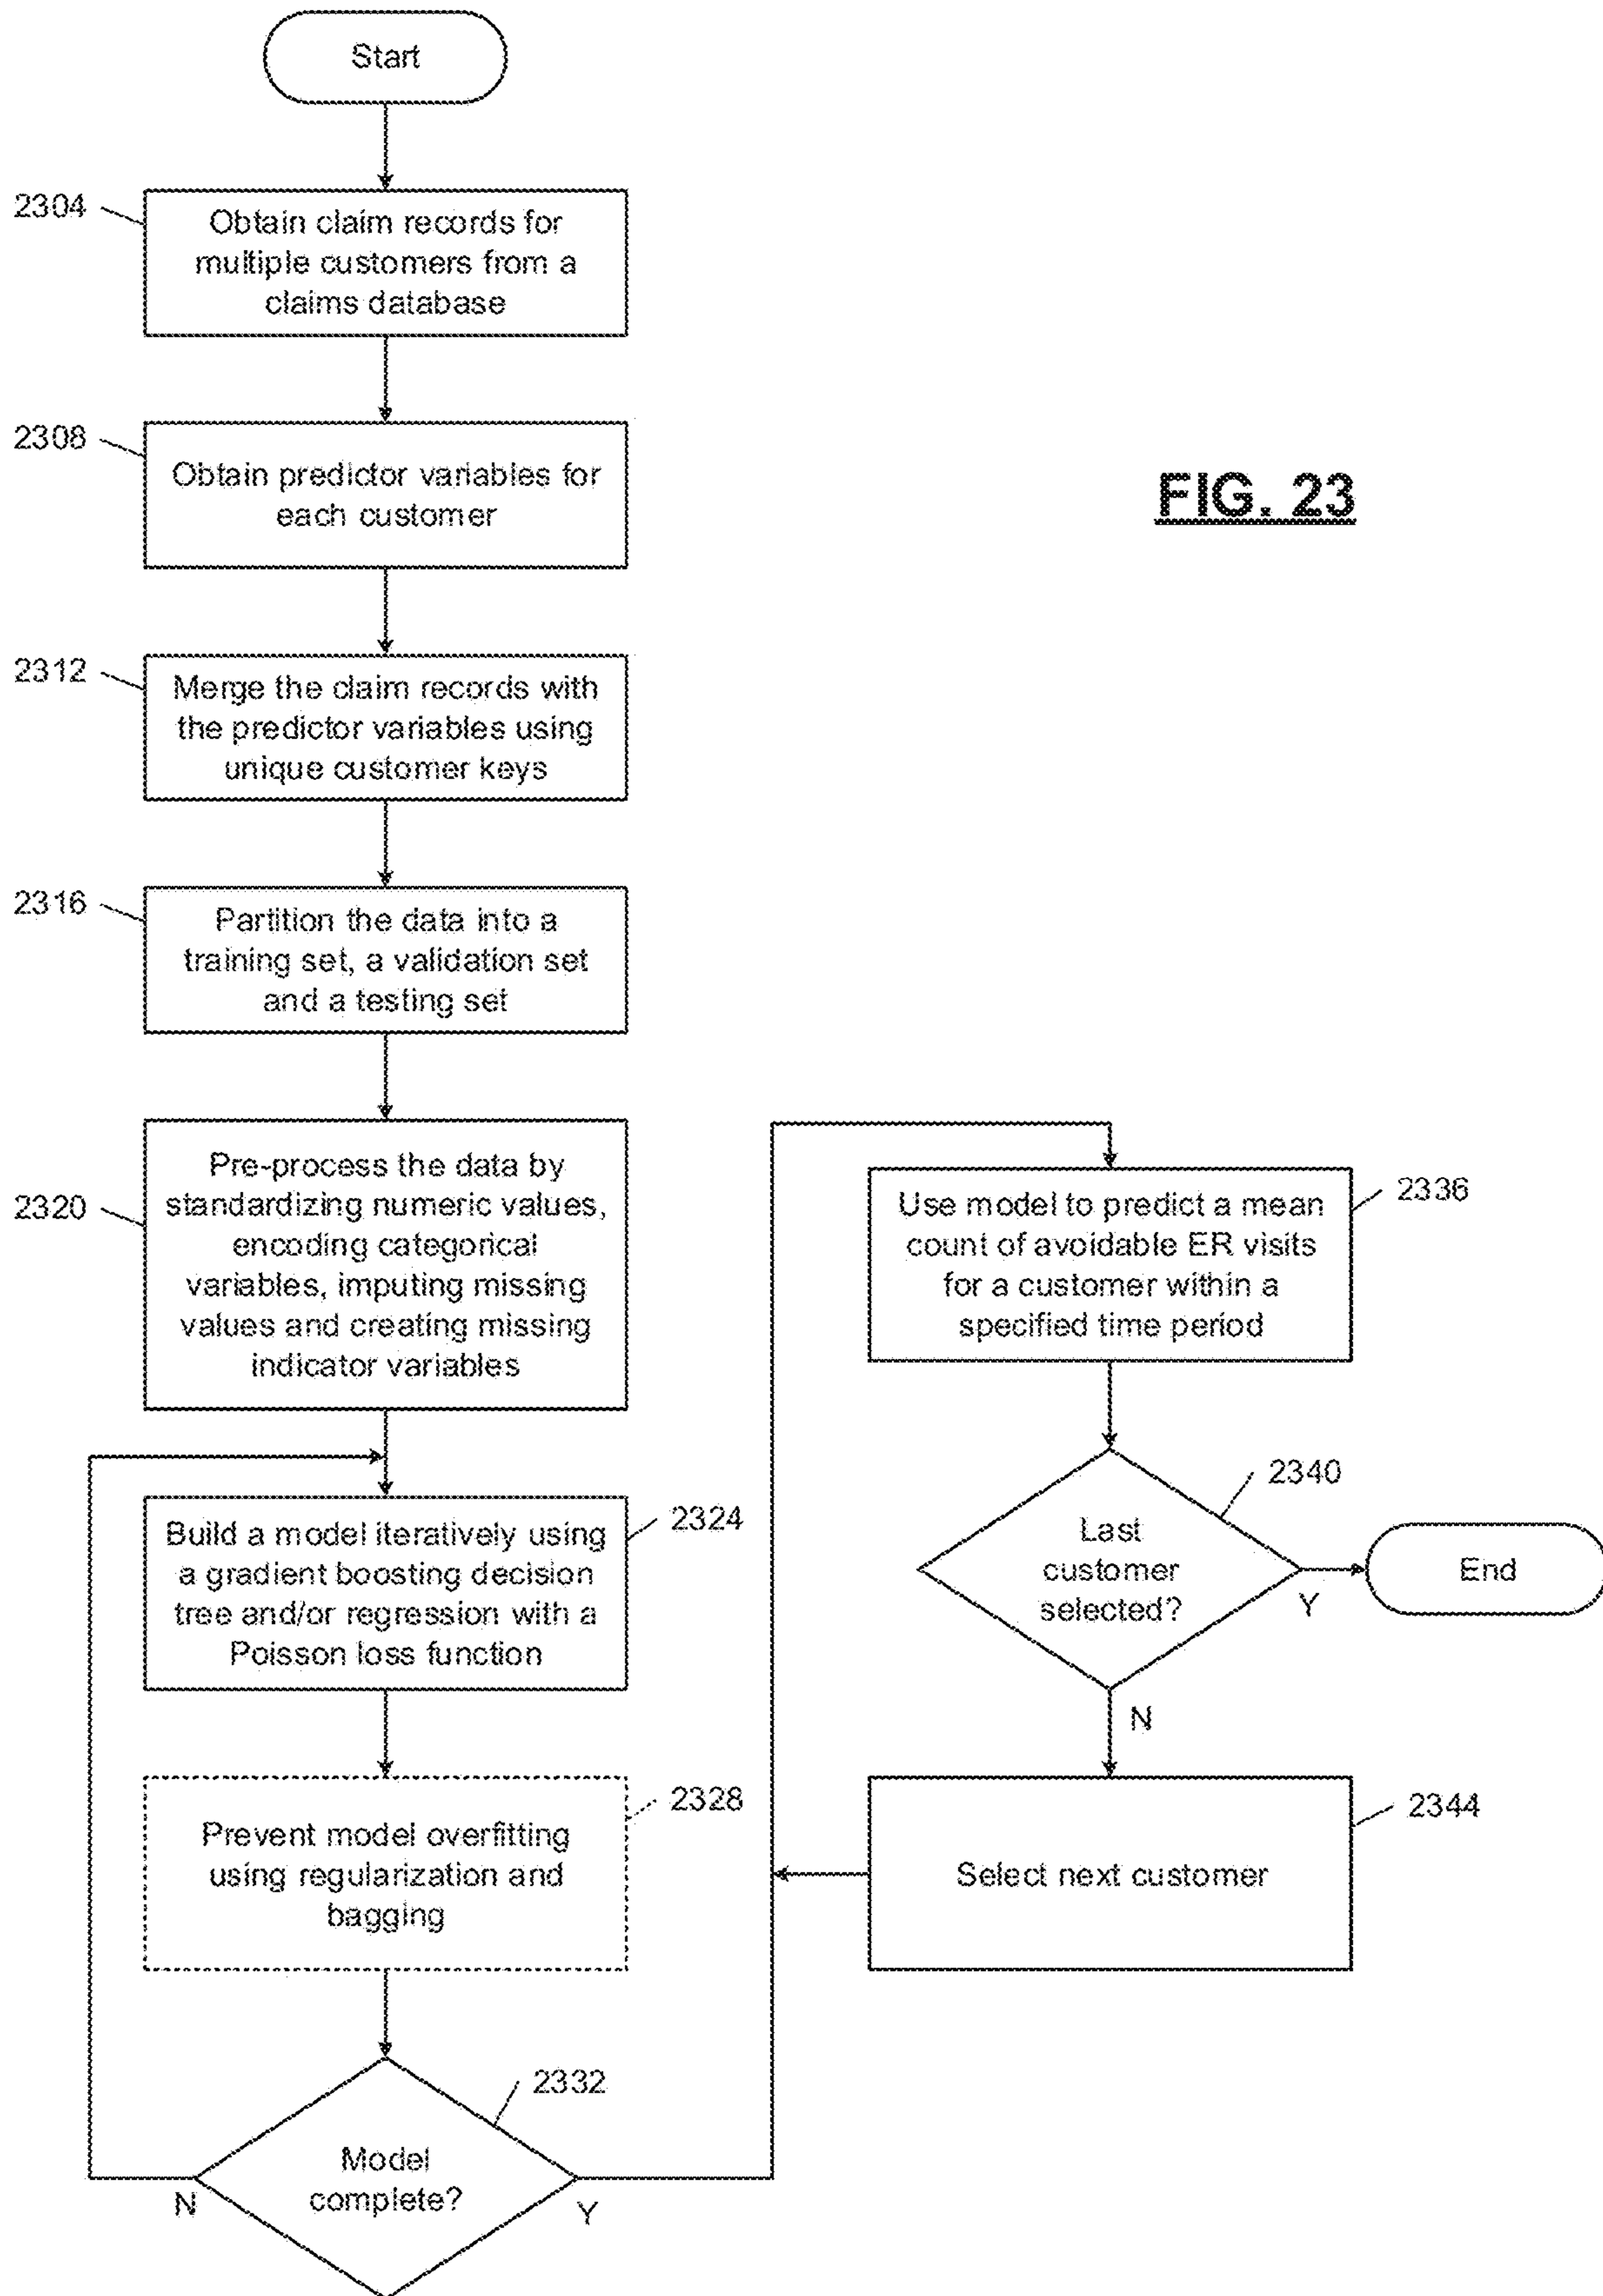 Start
2304
Obtain claim records for
multiple customers from a
claims database
2308
Obtain predictor variables for
each customer
FIG. 23
2312
Merge the claim records with
the predictor variables using
unique customer keys
2316
Partition the data into a
training set, a validation set
and a testing set
2320
Pre-process the data by
standardizing numeric values,
encoding categorical
variables, imputing missing
values and creating missing
indicator variables
2324
Build a model iteratively using
a gradient boosting decision
tree and/or regression with a
Poisson loss function
2328
Prevent model overfitting
using regularization and
bagging
2332
Model
complete?
N
Y
2336
Use model to predict a mean
count of avoidable ER visits
for a customer within a
specified time period
2340
Last
customer
selected?
Y
End
N
2344
Select next customer